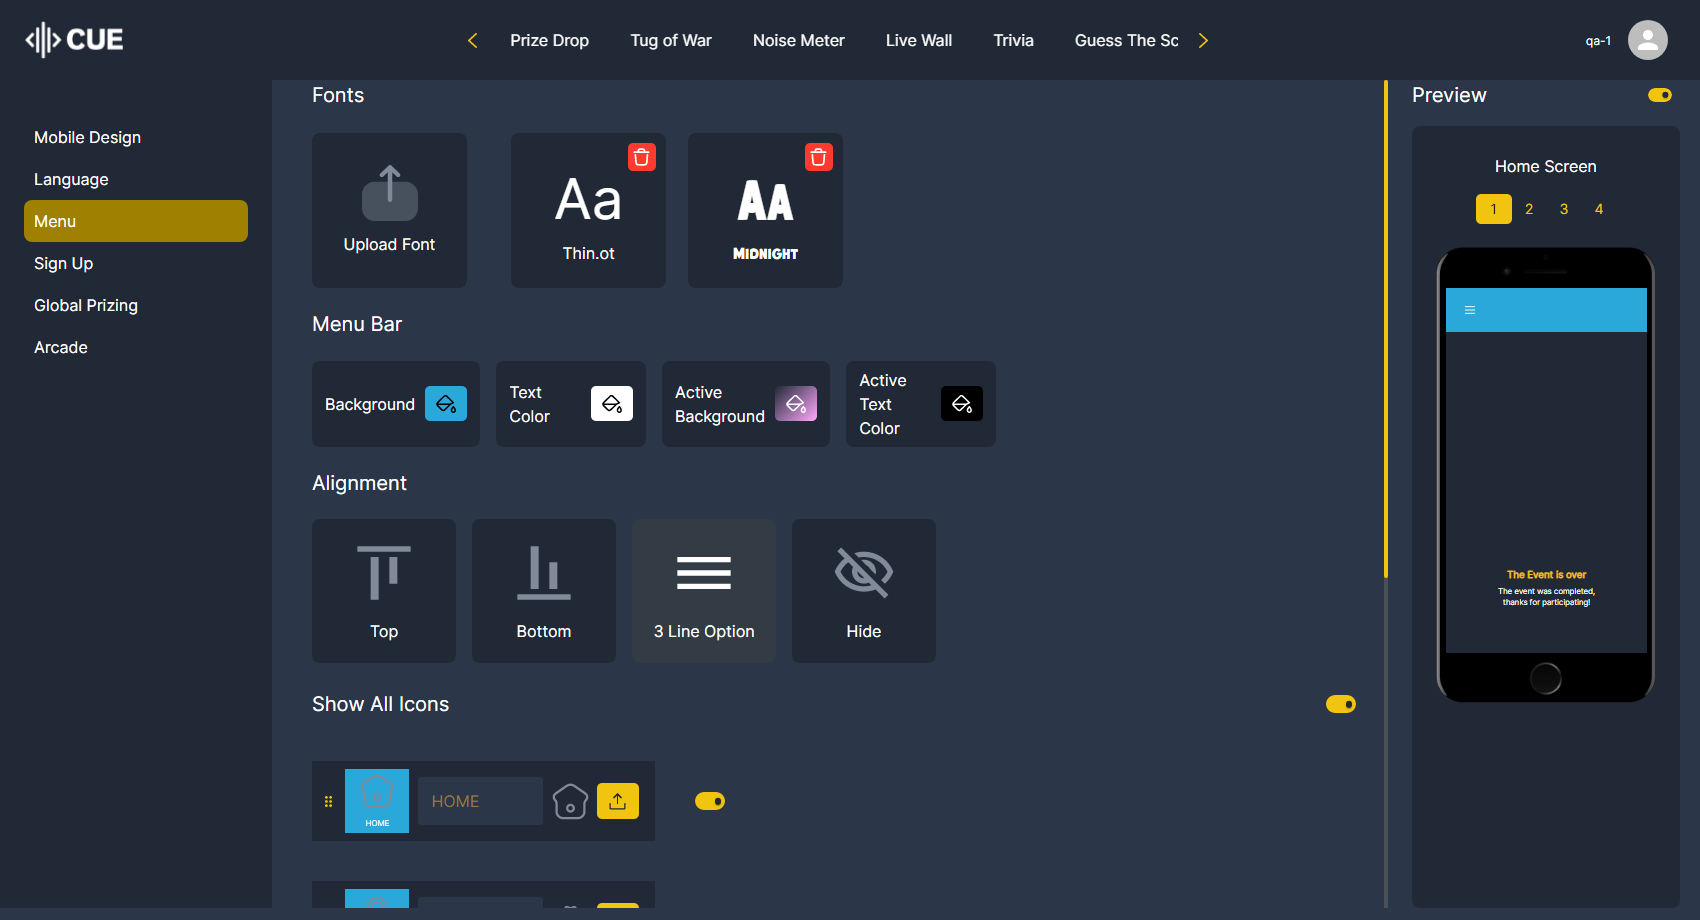 CUE
Prize Drop
Tug of War
Noise Meter
Live Wall
Trivia
Guess The Sc
qa-1
Mobile Design
Language
Menu
Sign Up
Global Prizing
Arcade
Fonts
Upload Font
Aa
Thin.ot
AA
MIDNIGHT
Menu Bar
Background
Text
Color
Active
Background
Active
Text
Color
Alignment
Top
Bottom
3 Line Option
Hide
Show All Icons
HOME
HOME
Preview
Home Screen
1 2 3 4
The Event is over
The event was completed,
thanks for participating!